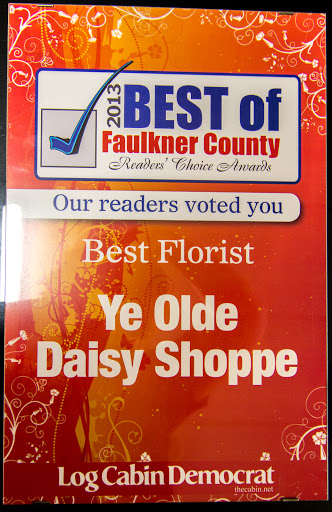 2013
BEST of
Faulkner County
Readers' Choice Awards
Our readers voted you
Best Florist
Ye Olde
Daisy Shoppe
Log Cabin Democrat
thecabin.net